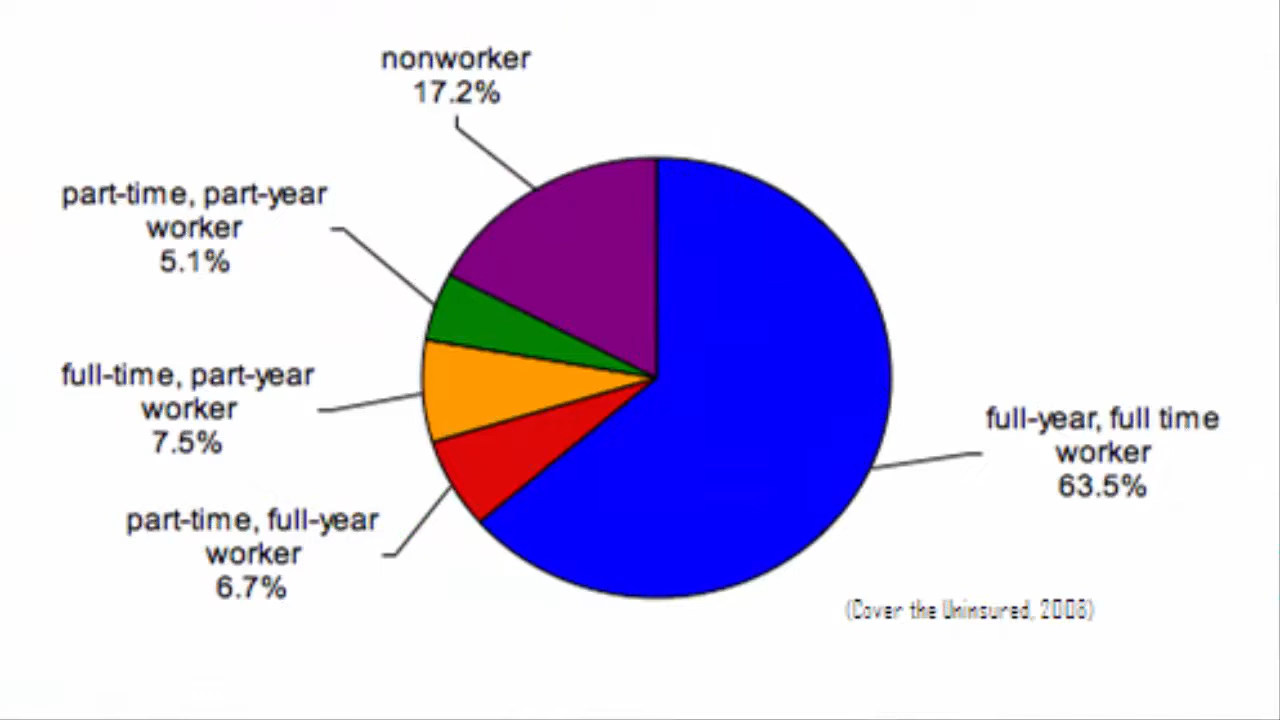 nonworker
17.2%
part-time, part-year
worker
5.1%
full-time, part-year
worker
7.5%
part-time, full-year
worker
6.7%
full-year, full time
worker
63.5%
(Cover the Uninsured, 2008)